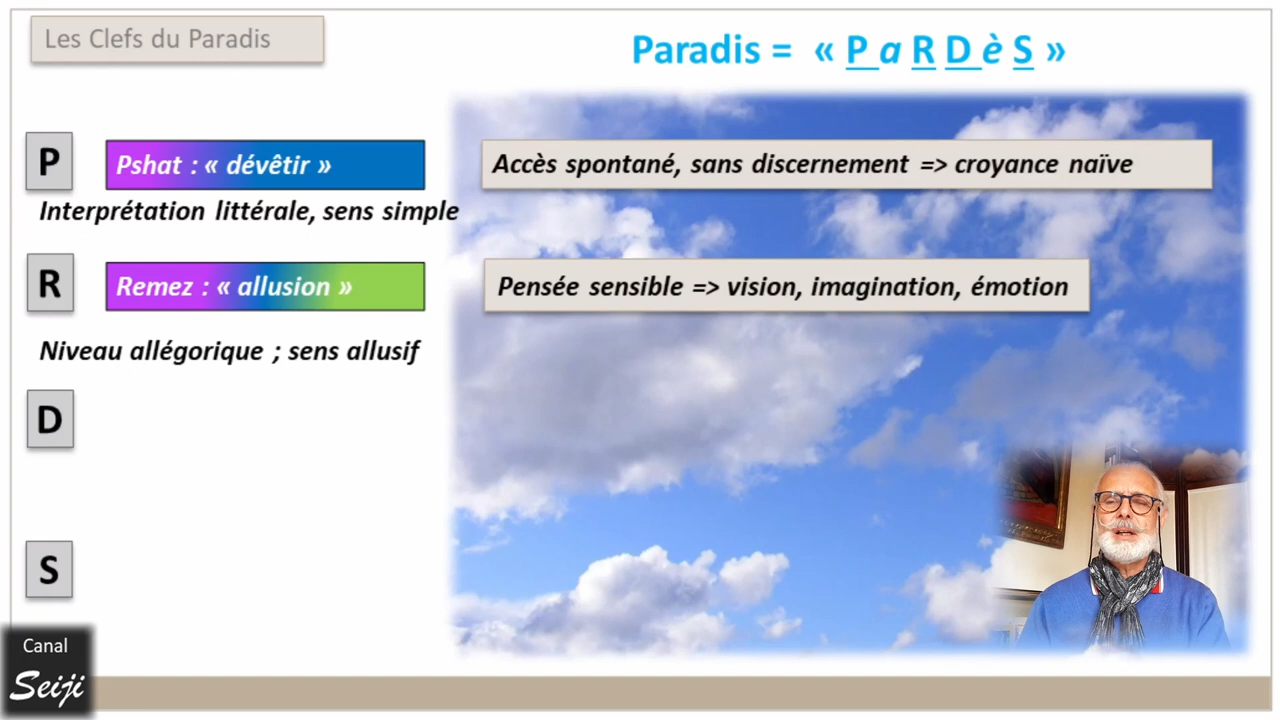 Les Clefs du Paradis
Paradis = « P a R D è S »
P
Pshat : « dévêtir »
Accès spontané, sans discernement => croyance naïve
Interprétation littérale, sens simple
R
Remez : « allusion »
Pensée sensible => vision, imagination, émotion
Niveau allégorique ; sens allusif
D
S
Canal
Seiji